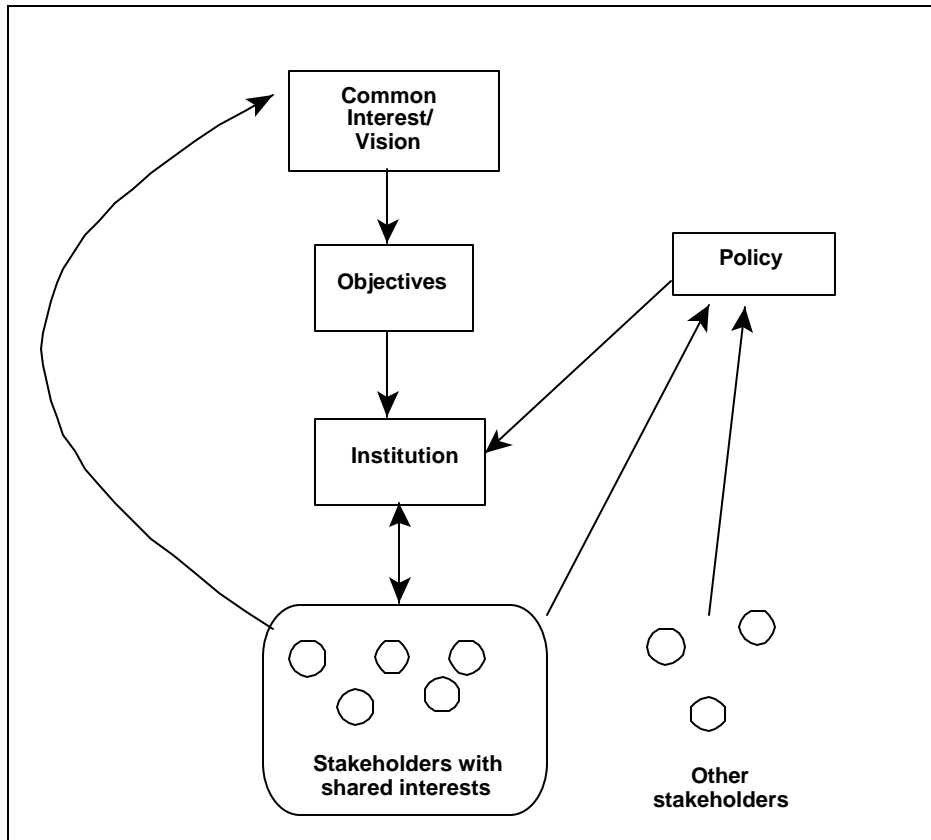 Common
Interest/
Vision
Objectives
Policy
Institution
Stakeholders with
shared interests
Other
stakeholders